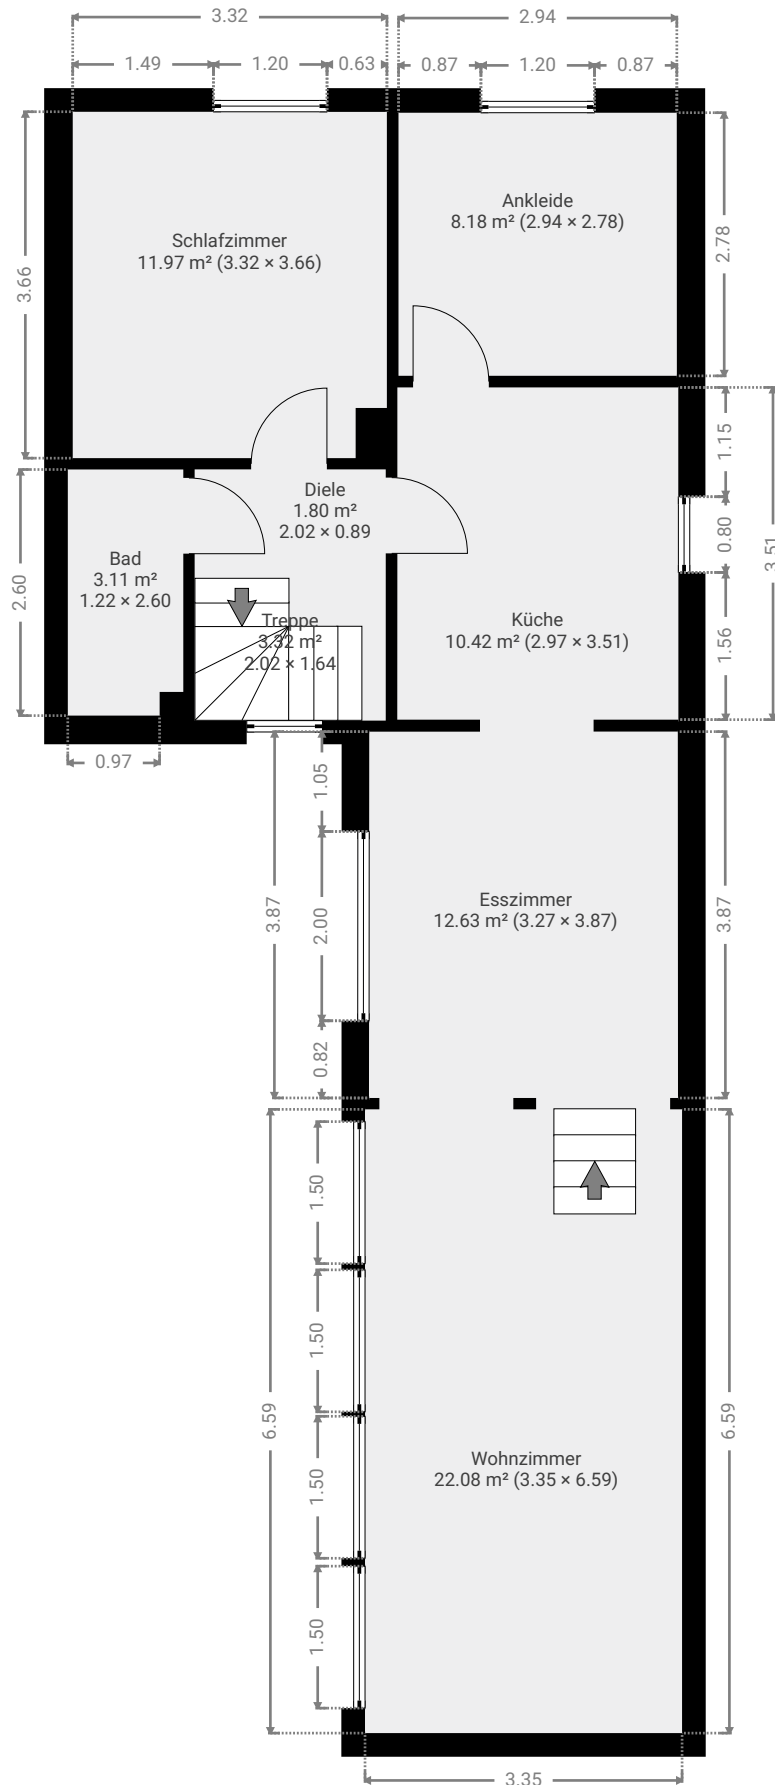 3.32
2.94
1.49
1.20
0.63
0.87
1.20
0.87
Ankleide
8.18 m² (2.94 × 2.78)
Schlafzimmer
11.97 m² (3.32 × 3.66)
3.66
2.78
1.15
Diele
1.80 m²
2.02 × 0.89
0.80
3.51
Bad
3.11 m²
1.22 × 2.60
2.60
Treppe
3.32 m²
2.02 × 1.64
Küche
10.42 m² (2.97 × 3.51)
1.56
0.97
1.05
3.87
2.00
Esszimmer
12.63 m² (3.27 × 3.87)
3.87
0.82
1.50
1.50
6.59
6.59
Wohnzimmer
22.08 m² (3.35 × 6.59)
1.50
1.50
3.35